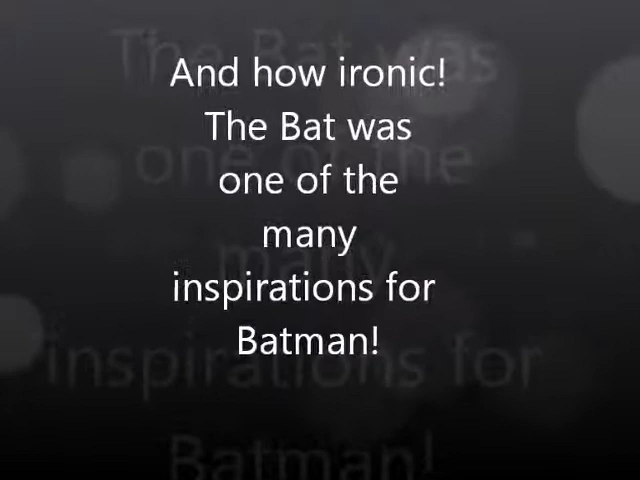 And how ironic!
The Bat was
one of the
many
inspirations for
Batman!